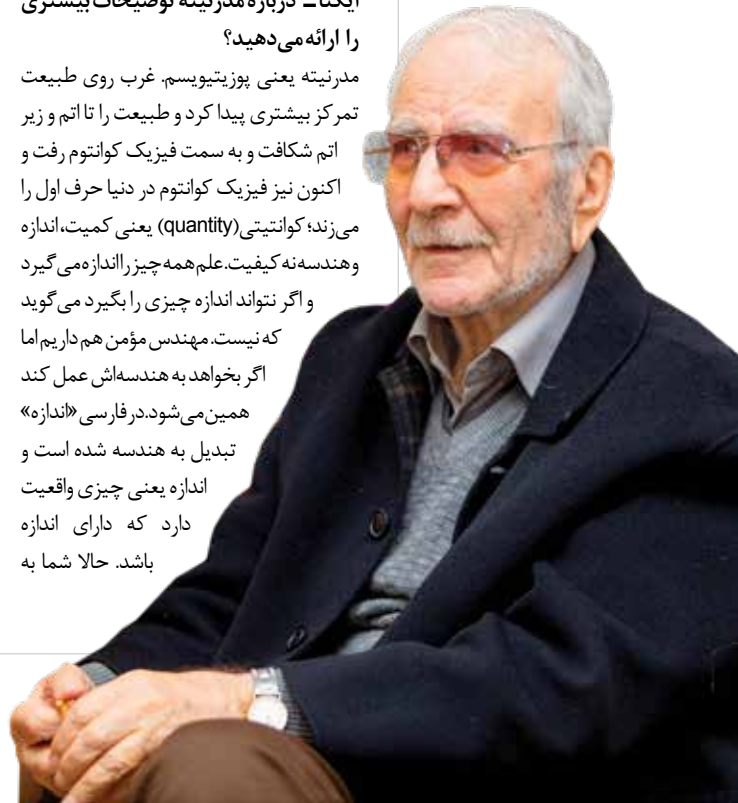 ایکنا ـ درباره مدرنیته توضیحات بیشتری
را ارائه می‌دهید؟
مدرنیته یعنی پوزیتیویسم. غرب روی طبیعت
تمرکز بیشتری پیدا کرد و طبیعت را تا اتم و زیر
اتم شکافت و به سمت فیزیک کوانتوم رفت و
اکنون نیز فیزیک کوانتوم در دنیا حرف اول را
می‌زند؛ کوانتیتی(quantity) یعنی کمیت، اندازه
و هندسه نه کیفیت. علم همه چیز را اندازه می‌گیرد
و اگر نتواند اندازه چیزی را بگیرد می‌گوید
که نیست. مهندس مؤمن هم داریم اما
اگر بخواهد به هندسه‌اش عمل کند
همین می‌شود. در فارسی «اندازه»
تبدیل به هندسه شده است و
اندازه یعنی چیزی واقعیت
دارد که دارای اندازه
باشد. حالا شما به